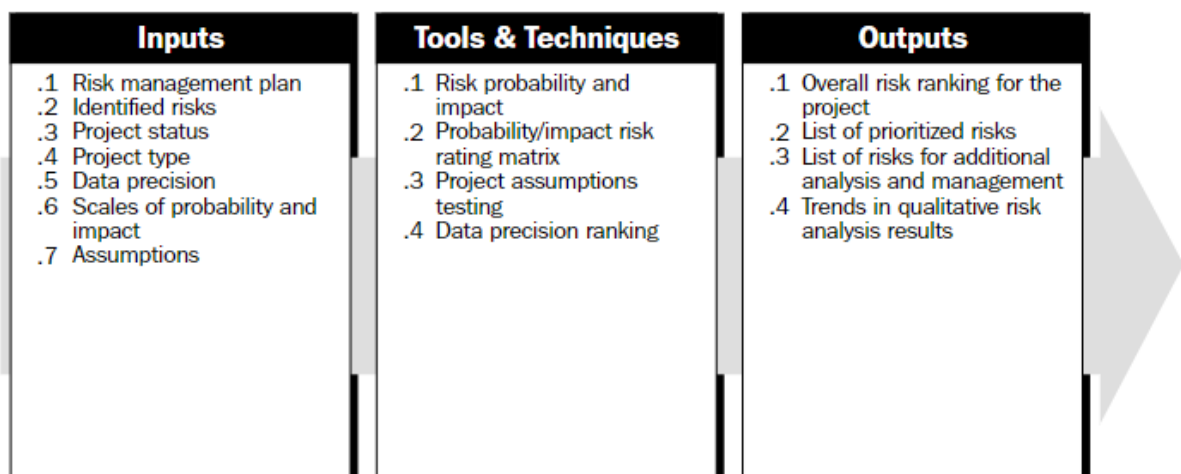 Inputs
.1 Risk management plan
.2 Identified risks
.3 Project status
.4 Project type
.5 Data precision
.6 Scales of probability and
impact
.7 Assumptions
Tools & Techniques
.1 Risk probability and
impact
.2 Probability/impact risk
rating matrix
.3 Project assumptions
testing
.4 Data precision ranking
Outputs
.1 Overall risk ranking for the
project
.2 List of prioritized risks
.3 List of risks for additional
analysis and management
.4 Trends in qualitative risk
analysis results